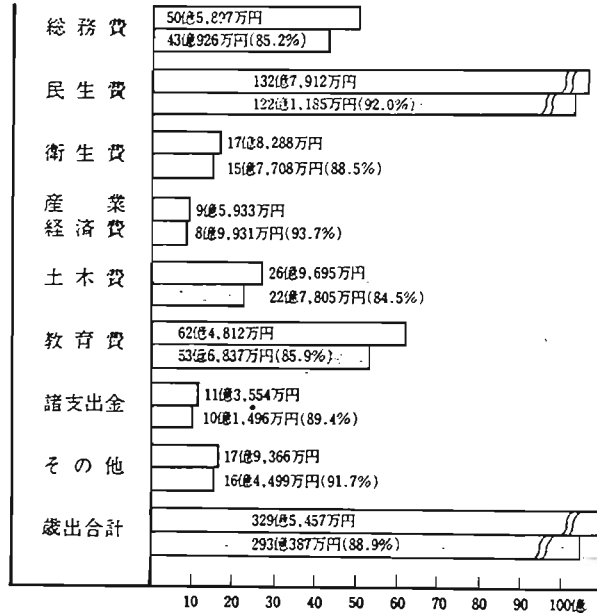 総務費
50億5,897万円
43億926万円(85.2%)
民生費
132億7,912万円
122億1,185万円(92.0%)
衛生費
17億8,288万円
15億7,708万円(88.5%)
産業
経済費
9億5,933万円
8億9,931万円(93.7%)
土木費
26億9,695万円
22億7,805万円(84.5%)
教育費
62億4,812万円
53億6,837万円(85.9%)
諸支出金
11億3,554万円
10億1,496万円(89.4%)
その他
17億9,366万円
16億4,499万円(91.7%)
歳出合計
329億5,457万円
293億387万円(88.9%)
10 20 30 40 50 60 70 80 90 100億